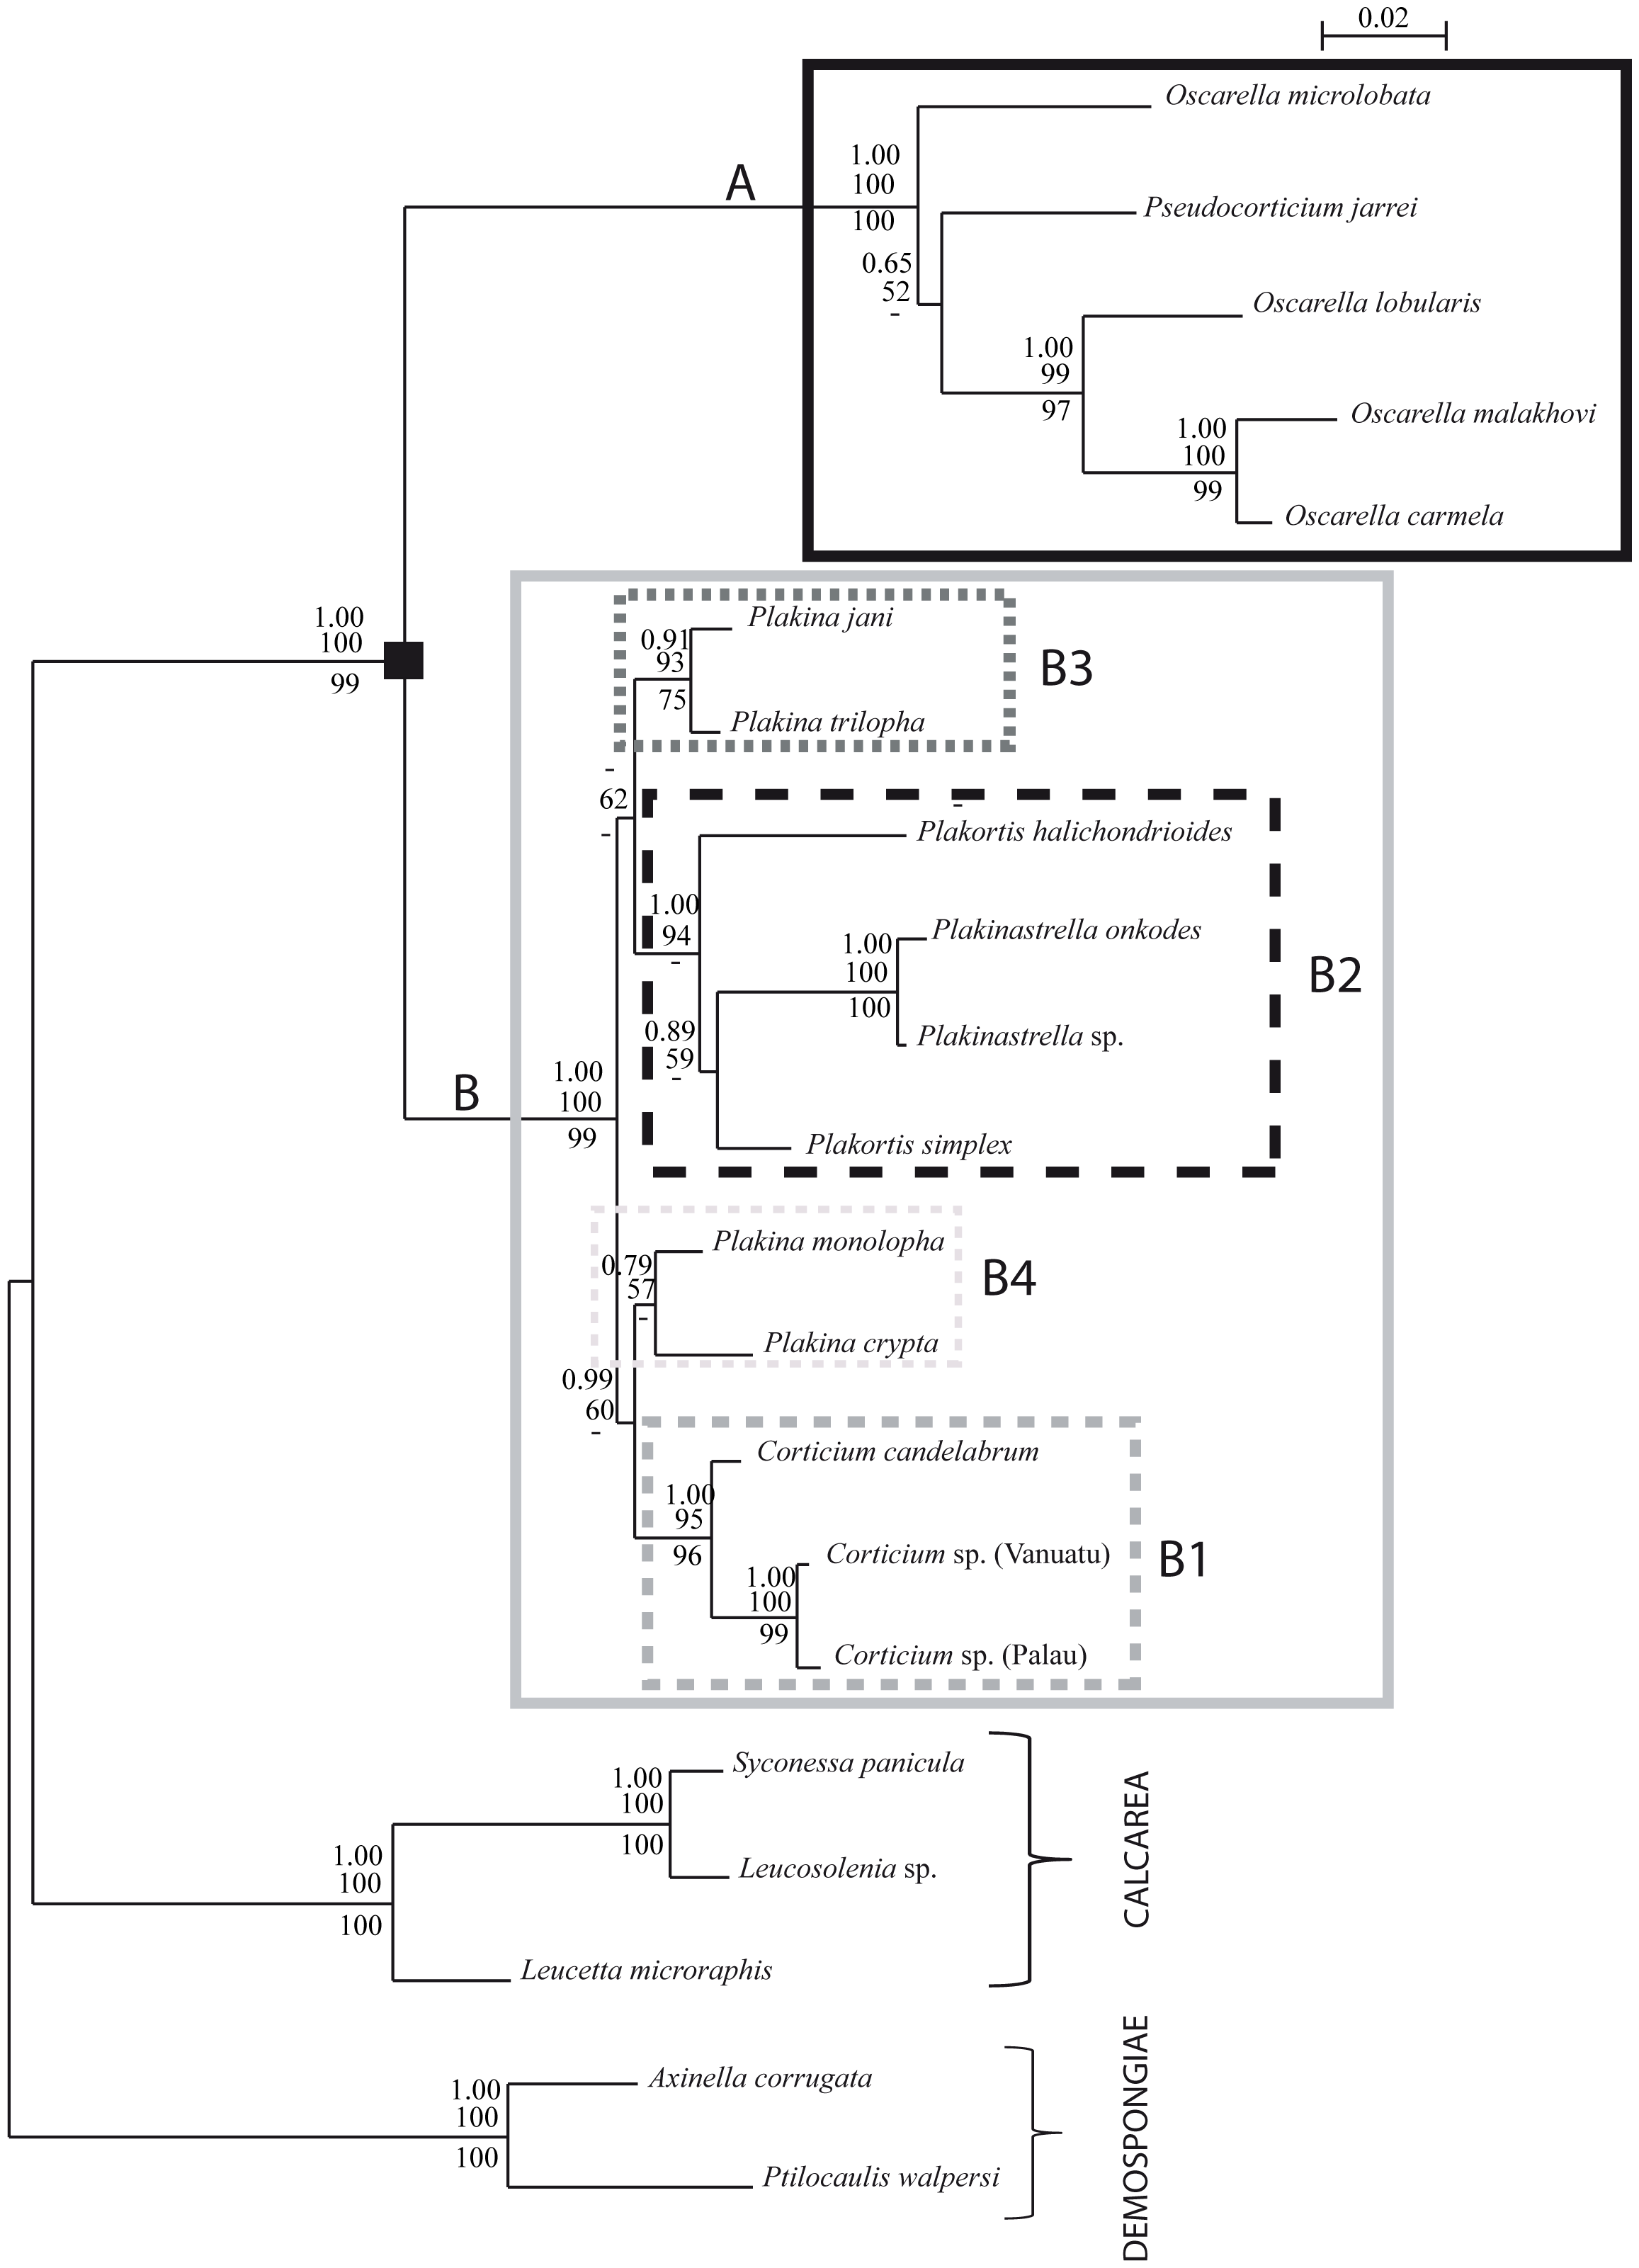 0.02
Oscarella microlobata
1.00
100
100
A
Pseudocorticium jarrei
0.65
52
-
Oscarella lobularis
1.00
99
97
Oscarella malakhovi
1.00
100
99
Oscarella carmela
1.00
100
99
Plakina jani
0.91
93
75
B3
Plakina trilopha
-
62
-
-
Plakortis halichondrioides
1.00
94
-
Plakinastrella onkodes
1.00
100
100
B2
Plakinastrella sp.
0.89
59
-
B
1.00
100
99
Plakortis simplex
Plakina monolopha
0.79
57
-
B4
Plakina crypta
0.99
60
-
Corticium candelabrum
1.00
95
96
Corticium sp. (Vanuatu)
B1
1.00
100
99
Corticium sp. (Palau)
Syconessa panicula
1.00
100
100
Leucosolenia sp.
1.00
100
100
Leucetta microraphis
CALCAREA
Axinella corrugata
1.00
100
100
Ptilocaulis walpersi
DEMOSPONGIAE